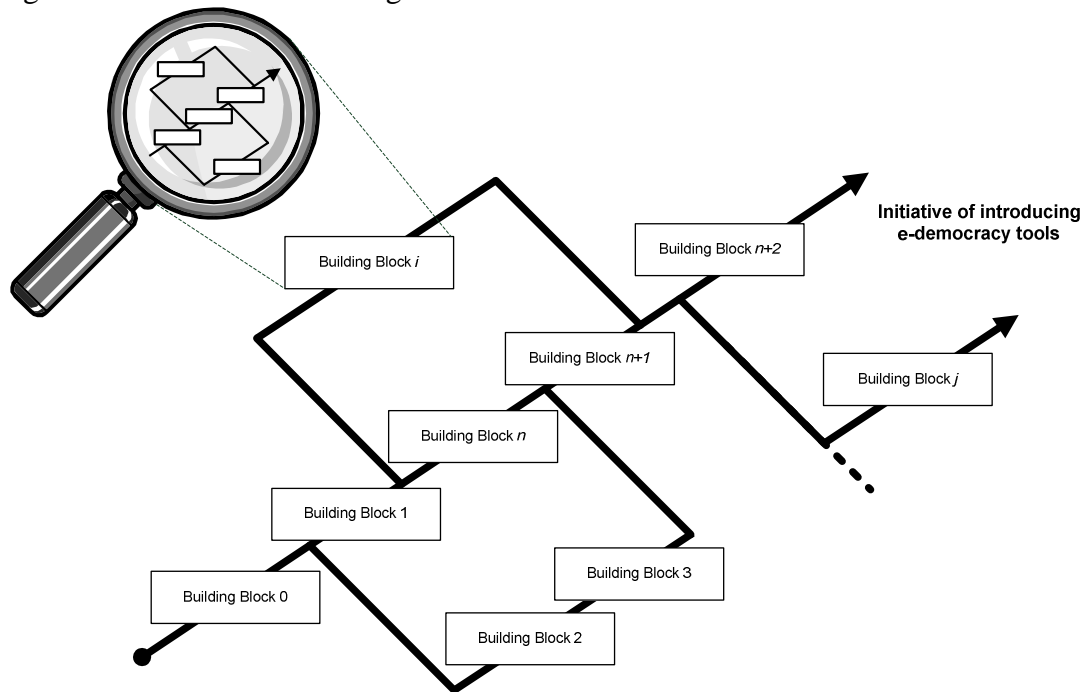 Initiative of introducing
e-democracy tools
Building Block n+2
Building Block i
Building Block n+1
Building Block j
Building Block n
Building Block 1
Building Block 3
Building Block 0
Building Block 2